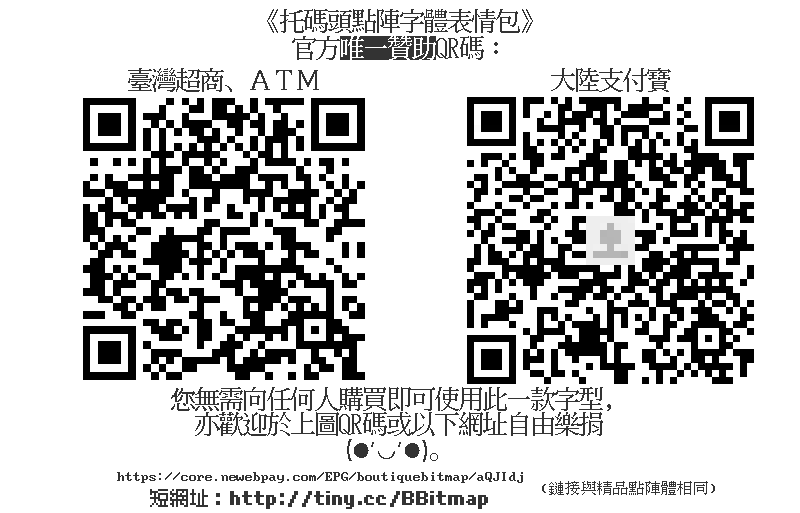 《托碼頭點陣字體表情包》
官方唯一贊助QR碼：
臺灣超商、ＡＴＭ
大陸支付寶
您無需向任何人購買即可使用此一款字型，
亦歡迎於上圖QR碼或以下網址自由樂捐
(●′◡′●)。
https://core.newebpay.com/EPG/boutiquebitmap/aQJIdj
(鏈接與精品點陣體相同)
短網址：http://tiny.cc/BBitmap